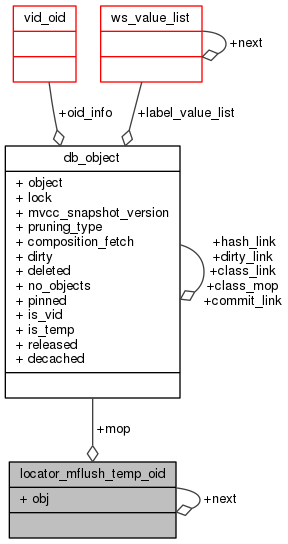 vid_oid
ws_value_list
+next
+oid_info
+label_value_list
db_object
+ object
+ lock
+ mvcc_snapshot_version
+ pruning_type
+ composition_fetch
+ dirty
+ deleted
+ no_objects
+ pinned
+ is_vid
+ is_temp
+ released
+ decached
+hash_link
+dirty_link
+class_link
+class_mop
+commit_link
+mop
locator_mflush_temp_oid
+ obj
+next